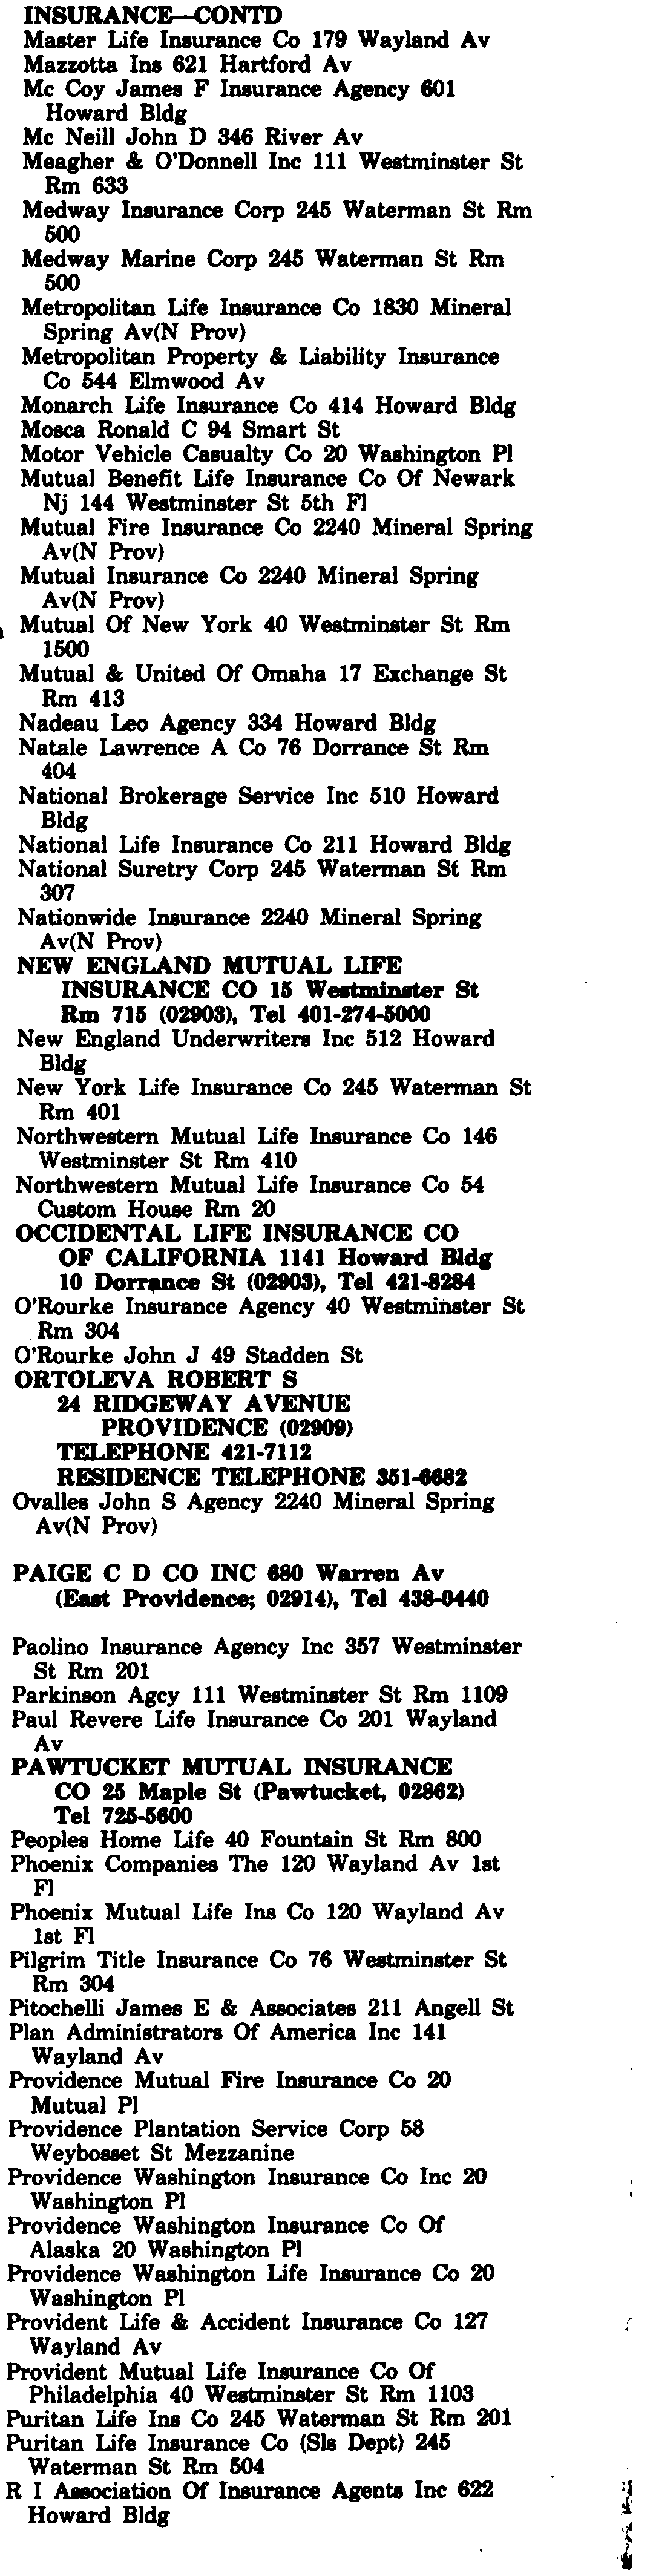 INSURANCE—CONTD
Master Life Insurance Co 179 Wayland Av
Mazzotta Ins 621 Hartford Av
Mc Coy James F Insurance Agency 601
Howard Bldg
Mc Neill John D 346 River Av
Meagher & O'Donnell Inc 111 Westminster St
Rm 633
Medway Insurance Corp 245 Waterman St Rm
500
Medway Marine Corp 245 Waterman St Rm
500
Metropolitan Life Insurance Co 1830 Mineral
Spring Av(N Prov)
Metropolitan Property & Liability Insurance
Co 544 Elmwood Av
Monarch Life Insurance Co 414 Howard Bldg
Mosca Ronald C 94 Smart St
Motor Vehicle Casualty Co 20 Washington Pl
Mutual Benefit Life Insurance Co Of Newark
Nj 144 Westminster St 5th Fl
Mutual Fire Insurance Co 2240 Mineral Spring
Av(N Prov)
Mutual Insurance Co 2240 Mineral Spring
Av(N Prov)
Mutual Of New York 40 Westminster St Rm
1500
Mutual & United Of Omaha 17 Exchange St
Rm 413
Nadeau Leo Agency 334 Howard Bldg
Natale Lawrence A Co 76 Dorrance St Rm
404
National Brokerage Service Inc 510 Howard
Bldg
National Life Insurance Co 211 Howard Bldg
National Suretry Corp 245 Waterman St Rm
307
Nationwide Insurance 2240 Mineral Spring
Av(N Prov)
NEW ENGLAND MUTUAL LIFE
INSURANCE CO 15 Westminster St
Rm 715 (02903), Tel 401-274-5000
New England Underwriters Inc 512 Howard
Bldg
New York Life Insurance Co 245 Waterman St
Rm 401
Northwestern Mutual Life Insurance Co 146
Westminster St Rm 410
Northwestern Mutual Life Insurance Co 54
Custom House Rm 20
OCCIDENTAL LIFE INSURANCE CO
OF CALIFORNIA 1141 Howard Bldg
10 Dorrance St (02903), Tel 421-8284
O'Rourke Insurance Agency 40 Westminster St
Rm 304
O'Rourke John J 49 Stadden St
ORTOLEVA ROBERT S
24 RIDGEWAY AVENUE
PROVIDENCE (02909)
TELEPHONE 421-7112
RESIDENCE TELEPHONE 351-6682
Ovalles John S Agency 2240 Mineral Spring
Av(N Prov)
PAIGE C D CO INC 680 Warren Av
(East Providence; 02914), Tel 438-0440
Paolino Insurance Agency Inc 357 Westminster
St Rm 201
Parkinson Agcy 111 Westminster St Rm 1109
Paul Revere Life Insurance Co 201 Wayland
Av
PAWTUCKET MUTUAL INSURANCE
CO 25 Maple St (Pawtucket, 02862)
Tel 725-5600
Peoples Home Life 40 Fountain St Rm 800
Phoenix Companies The 120 Wayland Av 1st
Fl
Phoenix Mutual Life Ins Co 120 Wayland Av
1st Fl
Pilgrim Title Insurance Co 76 Westminster St
Rm 304
Pitochelli James E & Associates 211 Angell St
Plan Administrators Of America Inc 141
Wayland Av
Providence Mutual Fire Insurance Co 20
Mutual Pl
Providence Plantation Service Corp 58
Weybosset St Mezzanine
Providence Washington Insurance Co Inc 20
Washington Pl
Providence Washington Insurance Co Of
Alaska 20 Washington Pl
Providence Washington Life Insurance Co 20
Washington Pl
Provident Life & Accident Insurance Co 127
Wayland Av
Provident Mutual Life Insurance Co Of
Philadelphia 40 Westminster St Rm 1103
Puritan Life Ins Co 245 Waterman St Rm 201
Puritan Life Insurance Co (Sls Dept) 245
Waterman St Rm 504
R I Association Of Insurance Agents Inc 622
Howard Bldg